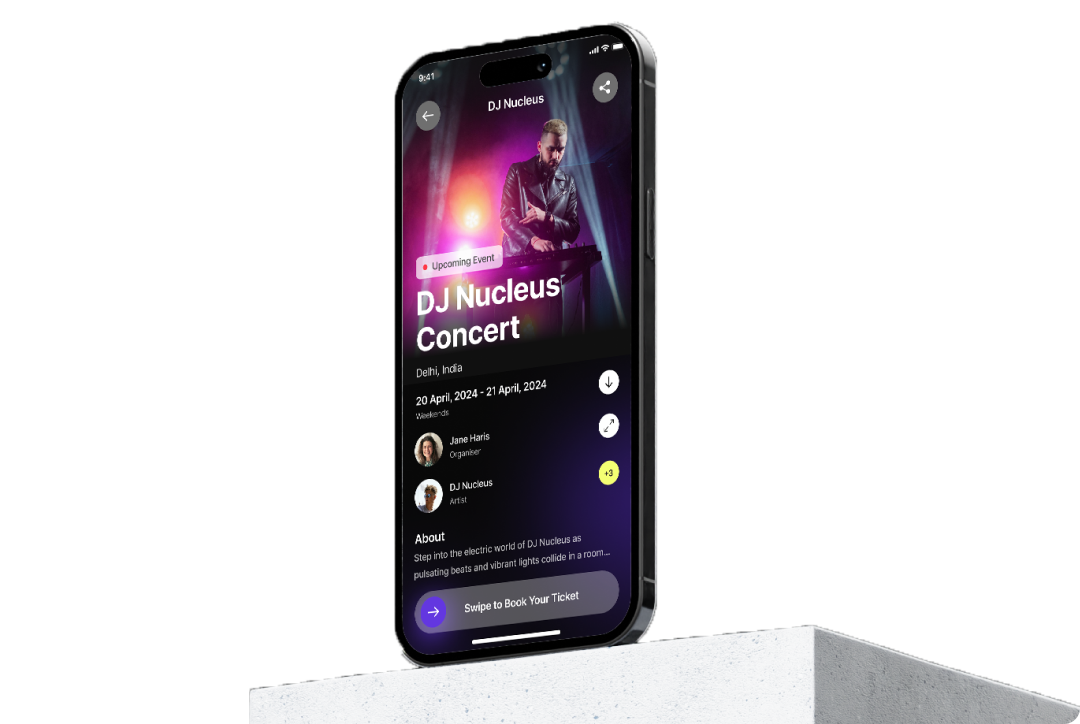 9:41
DJ Nucleus
Upcoming Event
DJ Nucleus
Concert
Delhi, India
20 April, 2024 - 21 April, 2024
Weekends
Jane Haris
Organiser
+3
DJ Nucleus
Artist
About
Step into the electric world of DJ Nucleus as
pulsating beats and vibrant lights collide in a room...
Swipe to Book Your Ticket